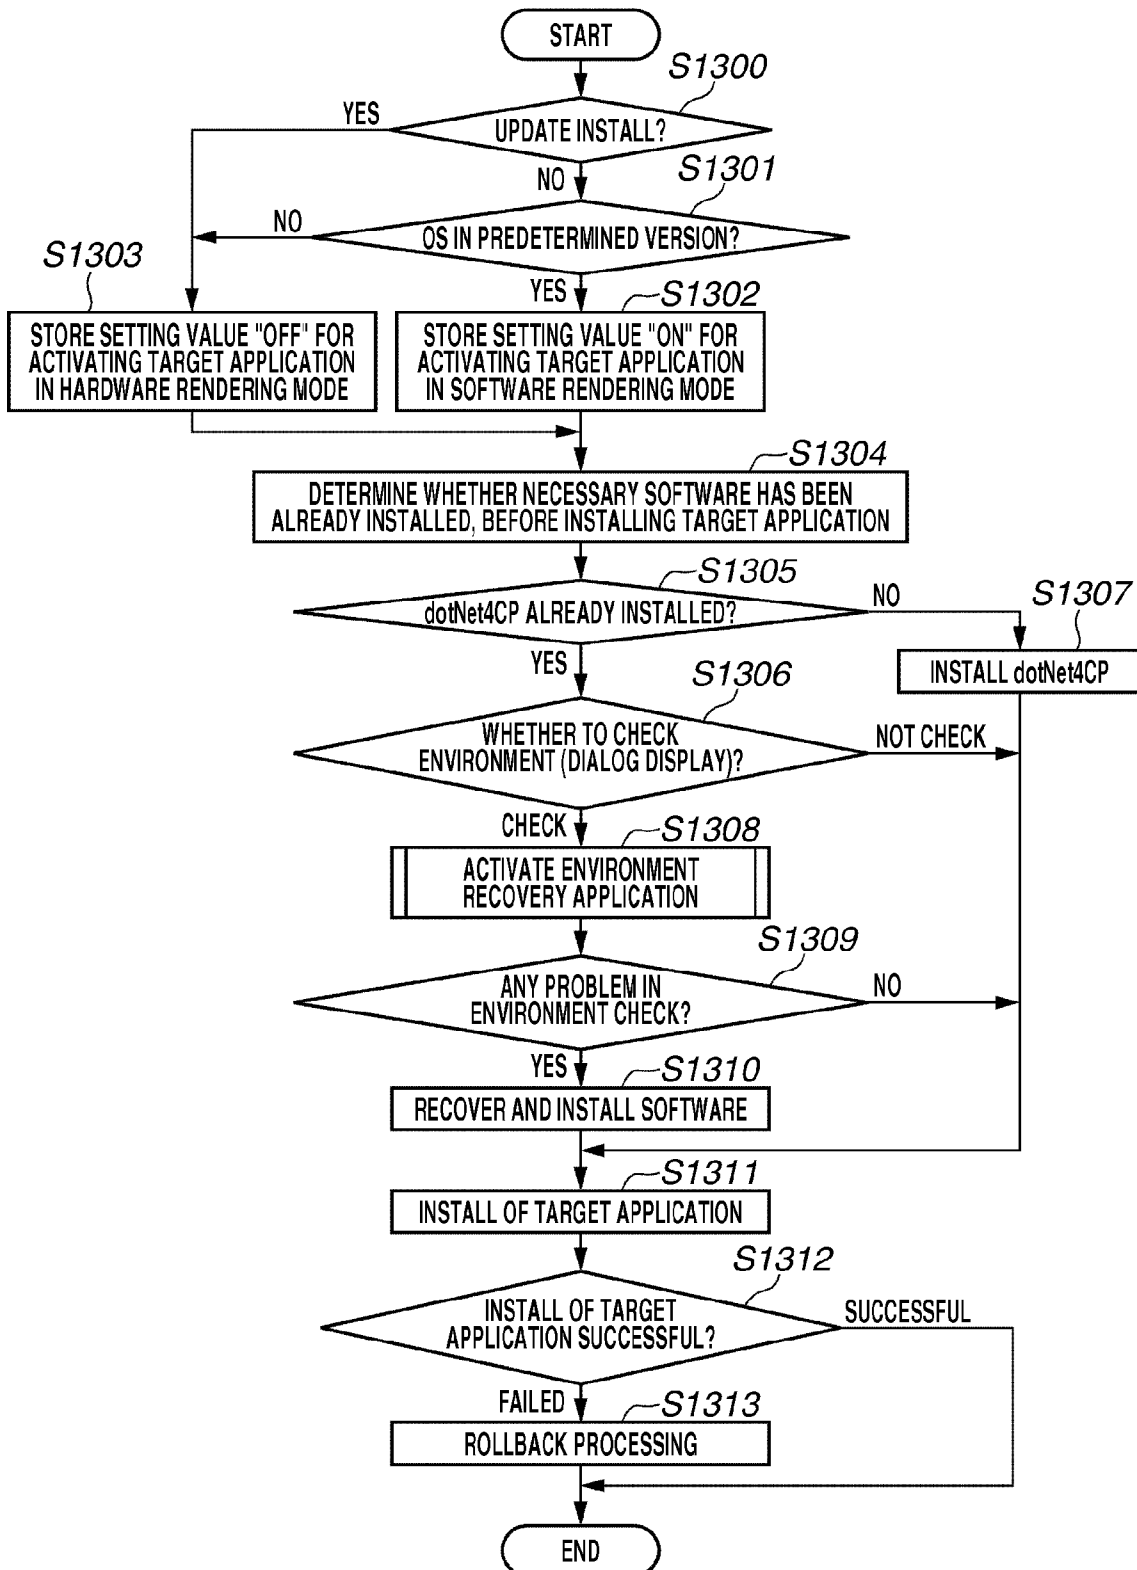 START
S1300
YES
UPDATE INSTALL?
NO
S1301
NO
OS IN PREDETERMINED VERSION?
S1303
YES
S1302
STORE SETTING VALUE "OFF" FOR
ACTIVATING TARGET APPLICATION
IN HARDWARE RENDERING MODE
STORE SETTING VALUE "ON" FOR
ACTIVATING TARGET APPLICATION
IN SOFTWARE RENDERING MODE
S1304
DETERMINE WHETHER NECESSARY SOFTWARE HAS BEEN
ALREADY INSTALLED, BEFORE INSTALLING TARGET APPLICATION
S1305
dotNet4CP ALREADY INSTALLED?
NO
S1307
YES
S1306
INSTALL dotNet4CP
WHETHER TO CHECK
ENVIRONMENT (DIALOG DISPLAY)?
NOT CHECK
CHECK
S1308
ACTIVATE ENVIRONMENT
RECOVERY APPLICATION
S1309
ANY PROBLEM IN
ENVIRONMENT CHECK?
NO
YES
S1310
RECOVER AND INSTALL SOFTWARE
S1311
INSTALL OF TARGET APPLICATION
S1312
INSTALL OF TARGET
APPLICATION SUCCESSFUL?
SUCCESSFUL
FAILED
S1313
ROLLBACK PROCESSING
END